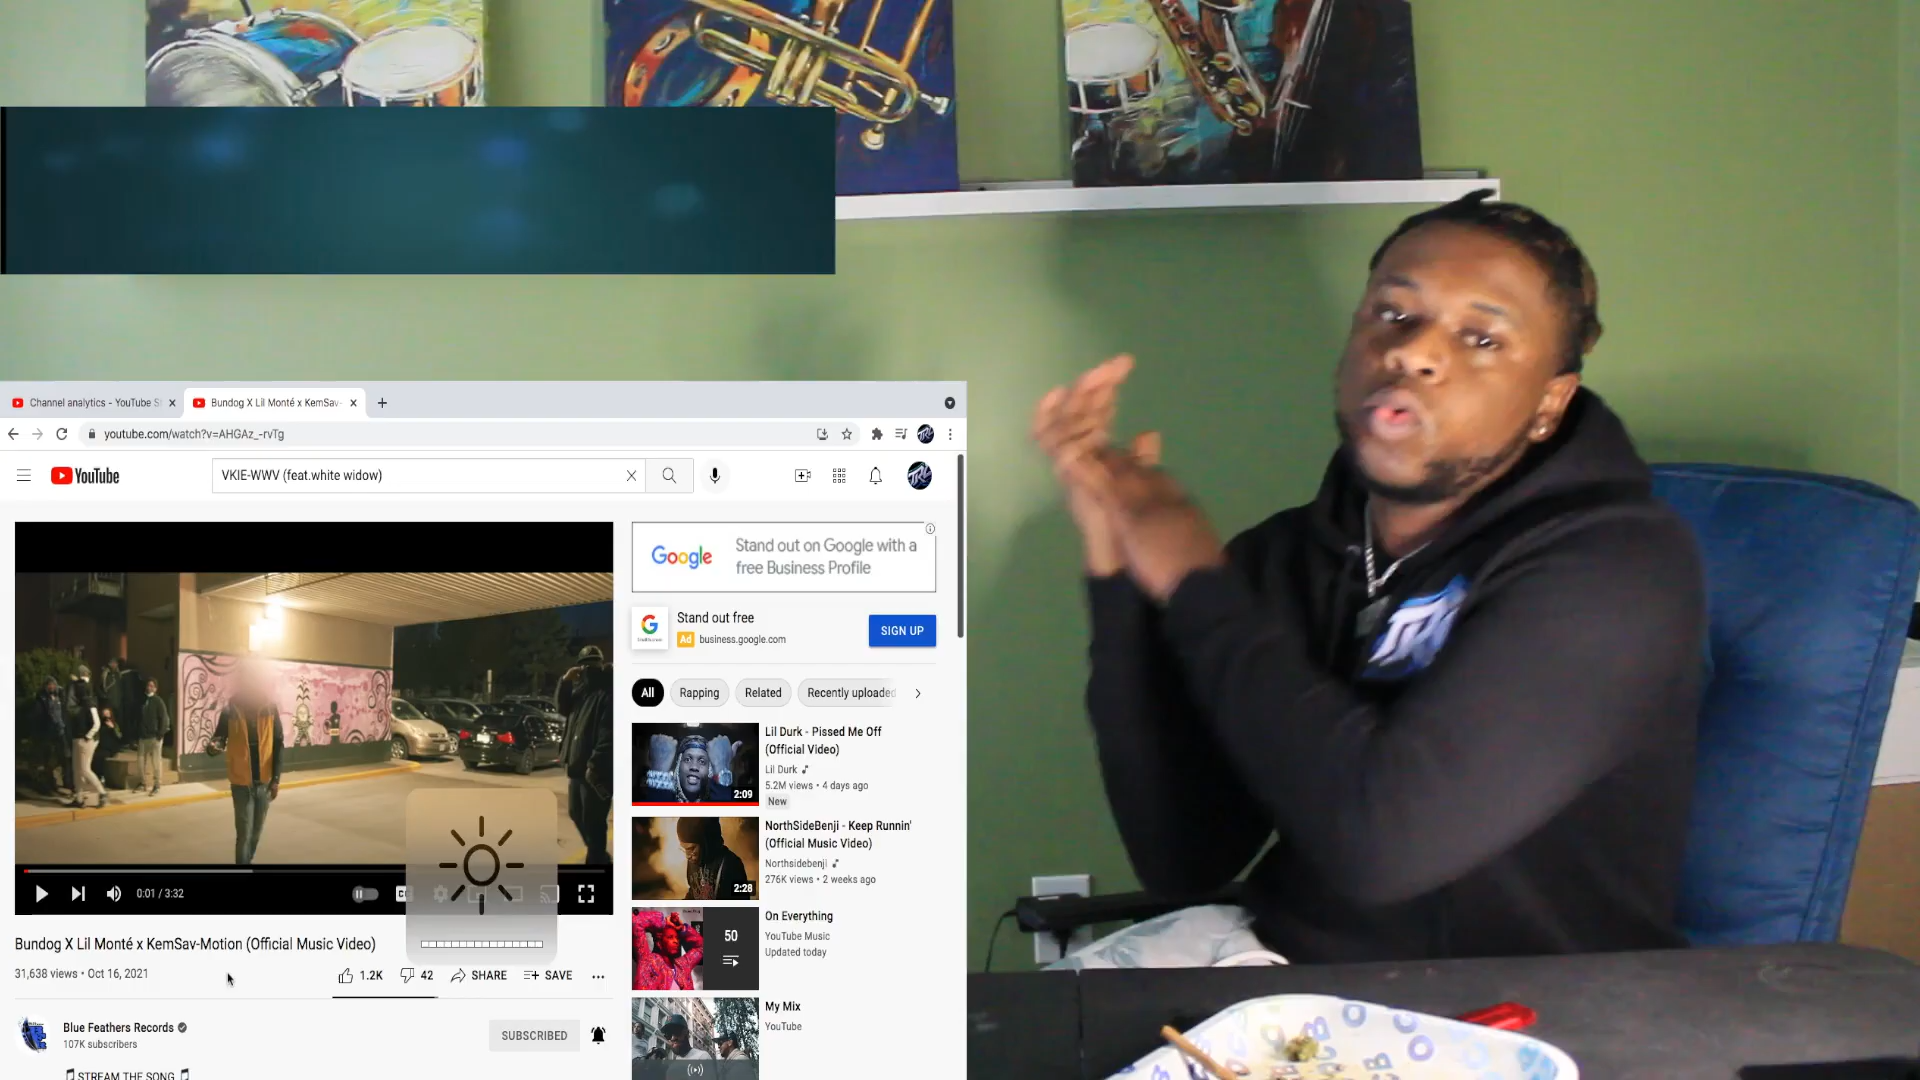 Channel analytics - YouTube S
Bundog X Lil Monté x KemSav-
youtube.com/watch?v=AHGAz_-rvTg
YouTube
VKIE-WWV (feat.white widow)
Google
Stand out on Google with a
free Business Profile
Stand out free
Ad business.google.com
SIGN UP
All
Rapping
Related
Recently uploaded
Lil Durk - Pissed Me Off
(Official Video)
Lil Durk
5.2M views • 4 days ago
New
2:09
NorthSideBenji - Keep Runnin'
(Official Music Video)
Northsidebenji
276K views • 2 weeks ago
2:28
On Everything
YouTube Music
Updated today
50
My Mix
YouTube
0:01 / 3:32
Bundog X Lil Monté x KemSav-Motion (Official Music Video)
31,638 views • Oct 16, 2021
1.2K
42
SHARE
SAVE
Blue Feathers Records
107K subscribers
SUBSCRIBED
STREAM THE SONG
TRL